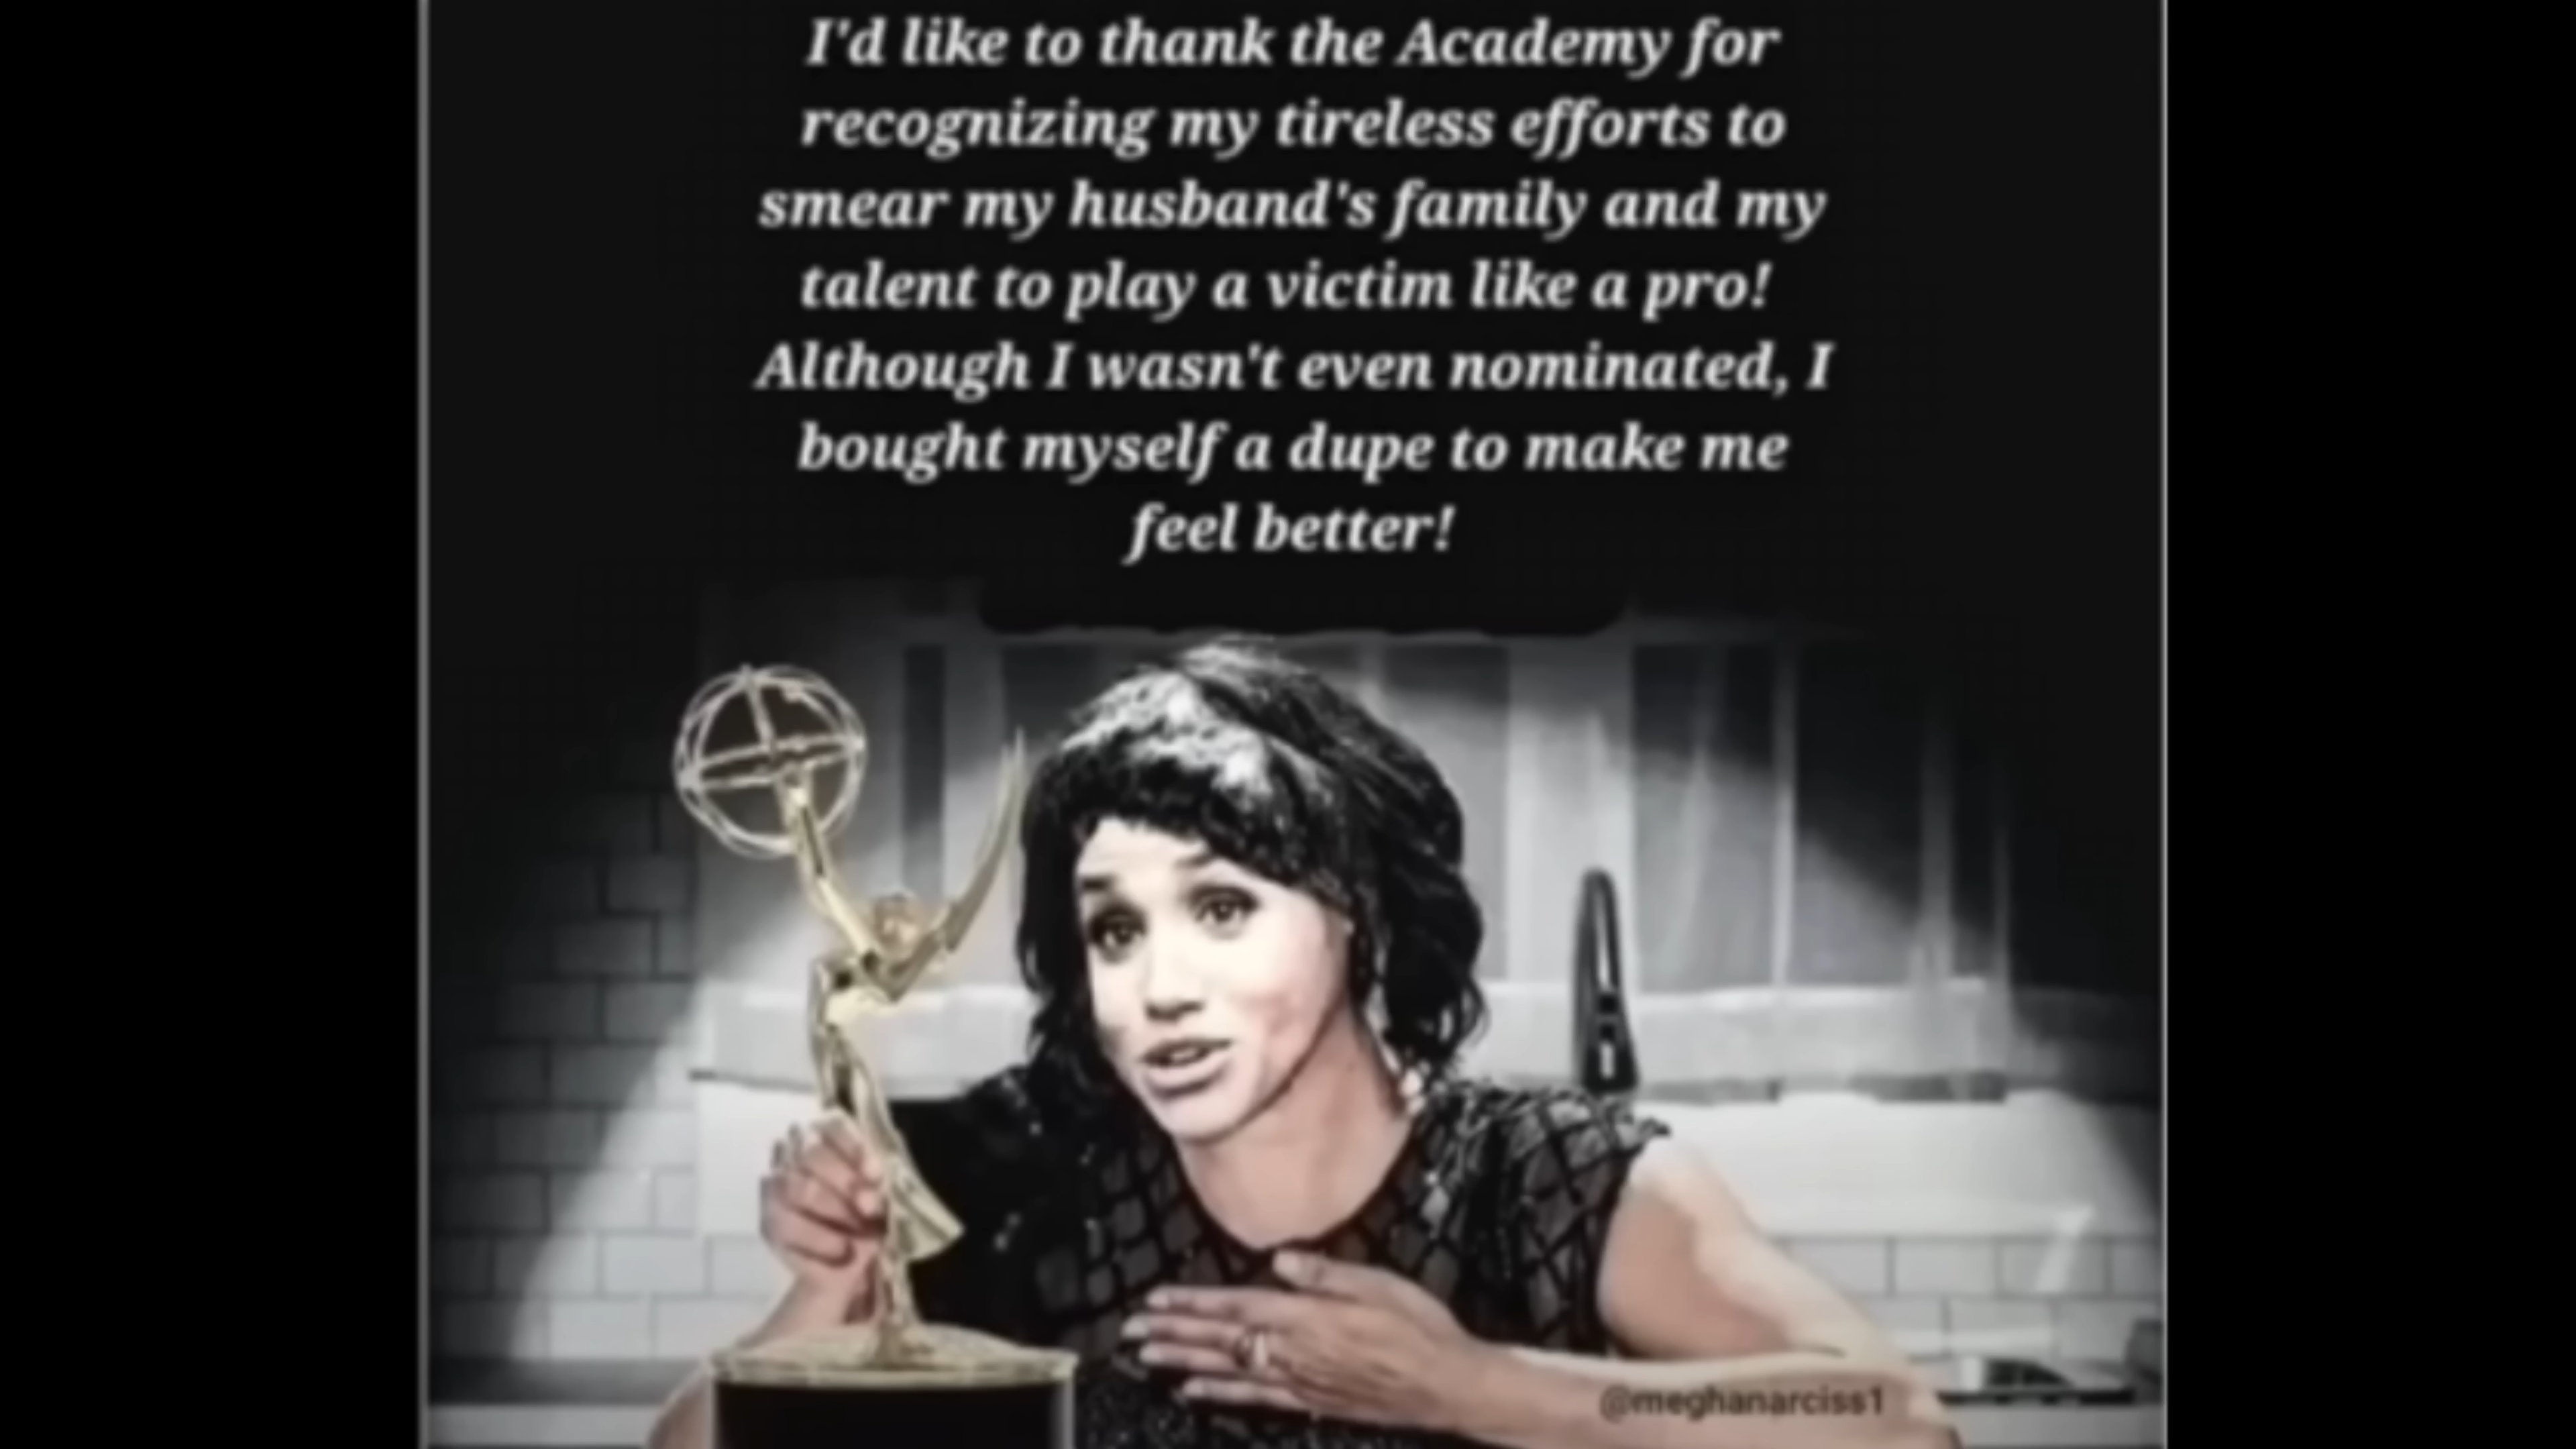 I'd like to thank the Academy for
recognizing my tireless efforts to
smear my husband's family and my
talent to play a victim like a pro!
Although I wasn't even nominated, I
bought myself a dupe to make me
feel better!
@meghanarciss1